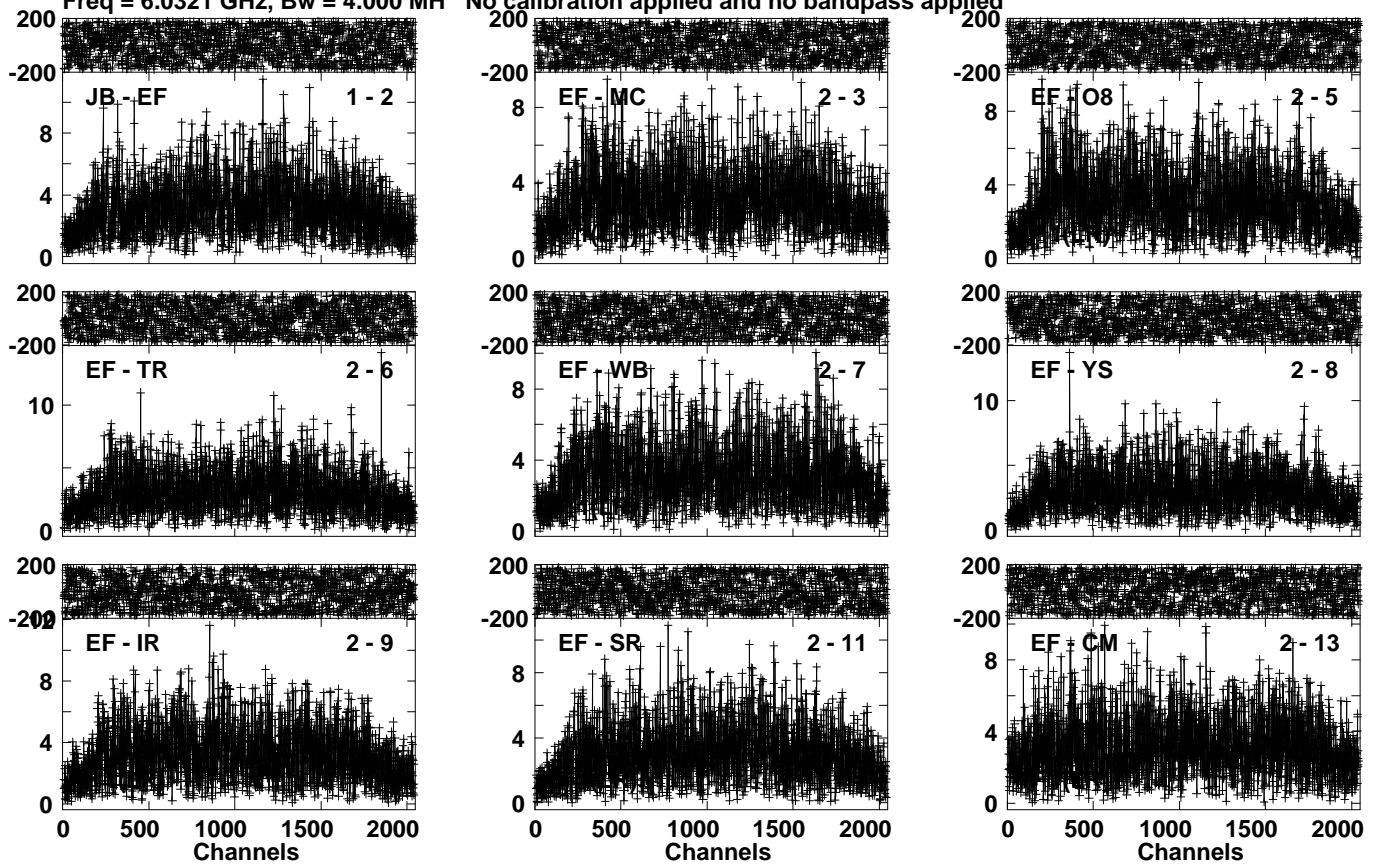 Freq = 6.0321 GHz, Bw = 4.000 MH No calibration applied and no bandpass applied
200 200 200
-200 -200 -200
JB - EF 1 - 2 EF - MC 2 - 3 EF - O8 2 - 5
8 8 8
4 4 4
0 0 0
200 200 200
-200 -200 -200
EF - TR 2 - 6 EF - WB 2 - 7 EF - YS 2 - 8
10 8 10
4
0 0 0
200 200 200
-200 -200 -200
12
EF - IR 2 - 9 EF - SR 2 - 11 EF - CM 2 - 13
8 8 8
4 4 4
0 0 0
0 500 1000 1500 2000 0 500 1000 1500 2000 0 500 1000 1500 2000
Channels Channels Channels